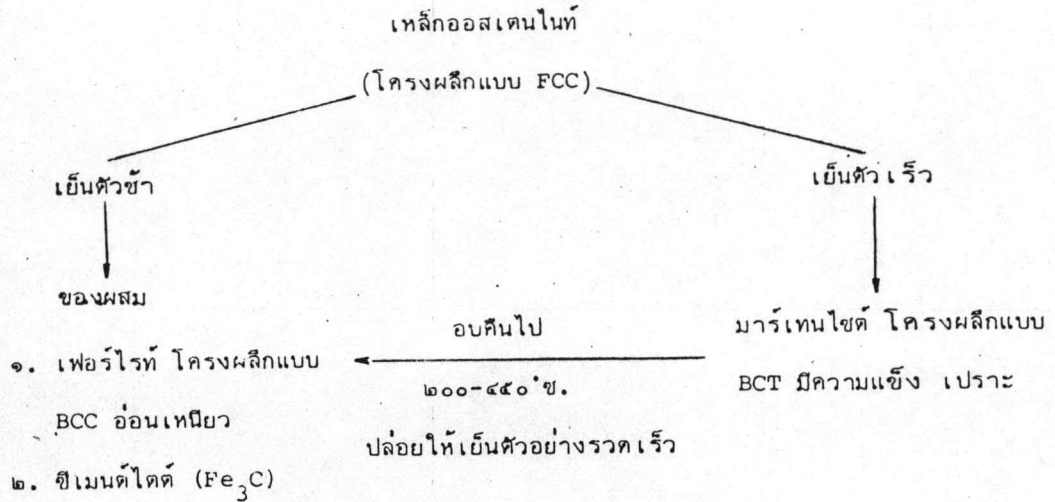 เหล็กออสเตนไนท์
(โครงผลึกแบบ FCC)
เย็นตัวช้า
เย็นตัวเร็ว
ของผสม
๑. เฟอร์ไรท์ โครงผลึกแบบ
BCC อ่อนเหนียว
๒. ซีเมนต์ไตต์ (Fe3C)
อบคืนไป
๒๐๐-๔๕๐°ซ.
ปล่อยให้เย็นตัวอย่างรวดเร็ว
มาร์เทนไซต์ โครงผลึกแบบ
BCT มีความแข็ง เปราะ